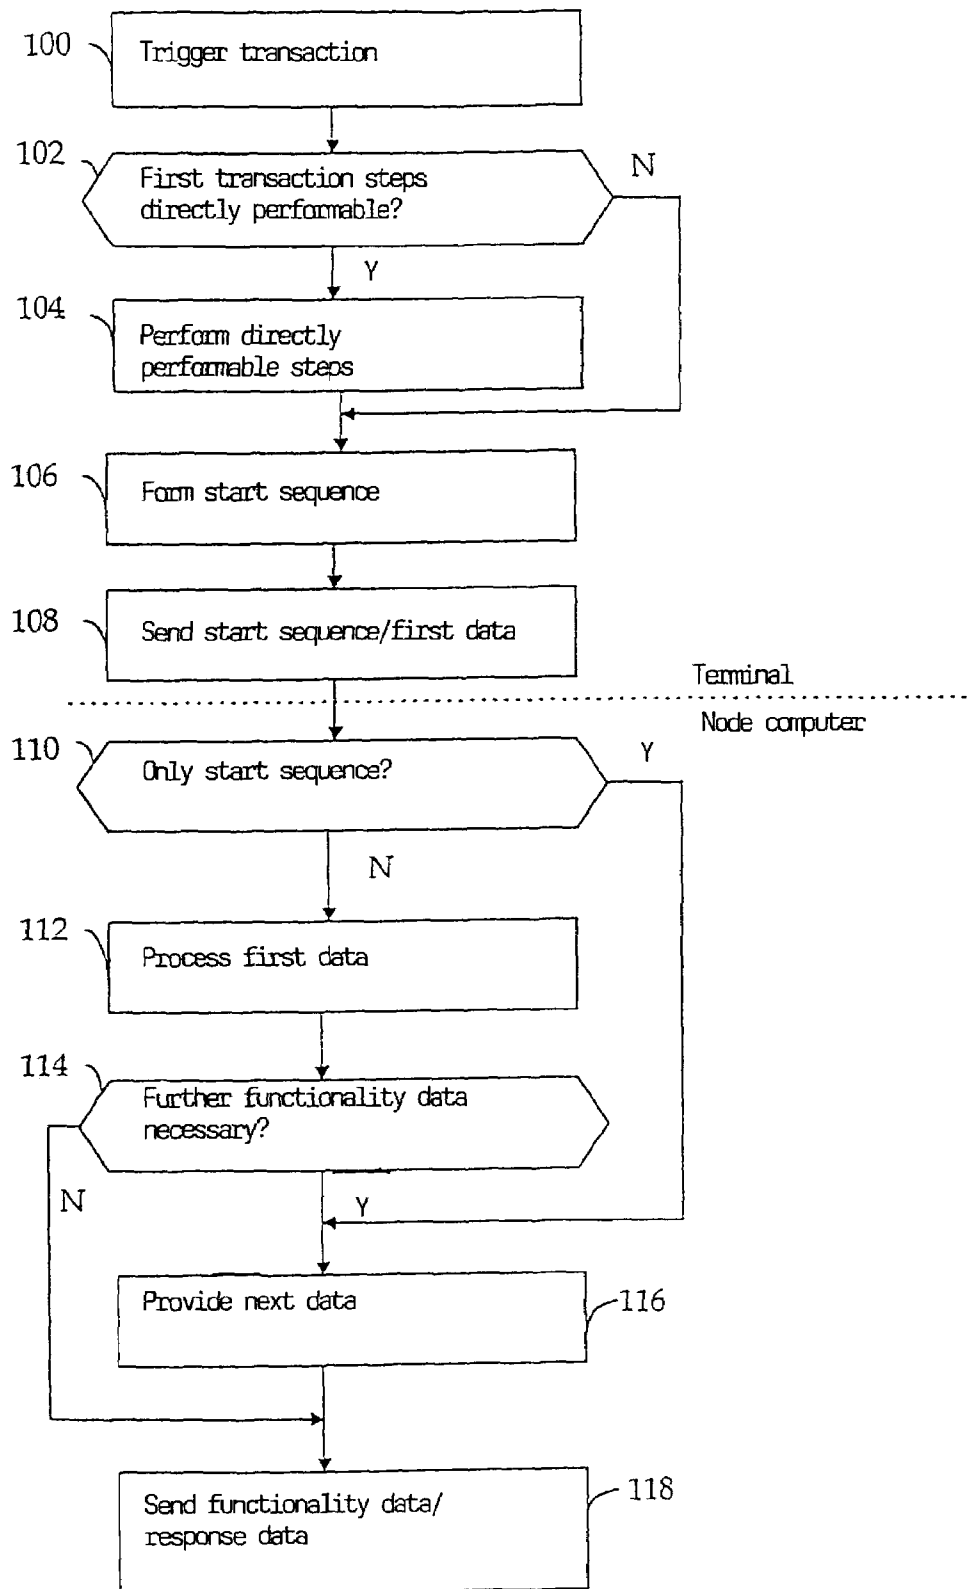 100
Trigger transaction
102
N
First transaction steps
directly performable?
Y
104
Perform directly
performable steps
106
Form start sequence
108
Send start sequence/first data
Terminal
Node computer
110
Y
Only start sequence?
N
112
Process first data
114
Further functionality data
necessary?
N
Y
Provide next data
116
118
Send functionality data/
response data